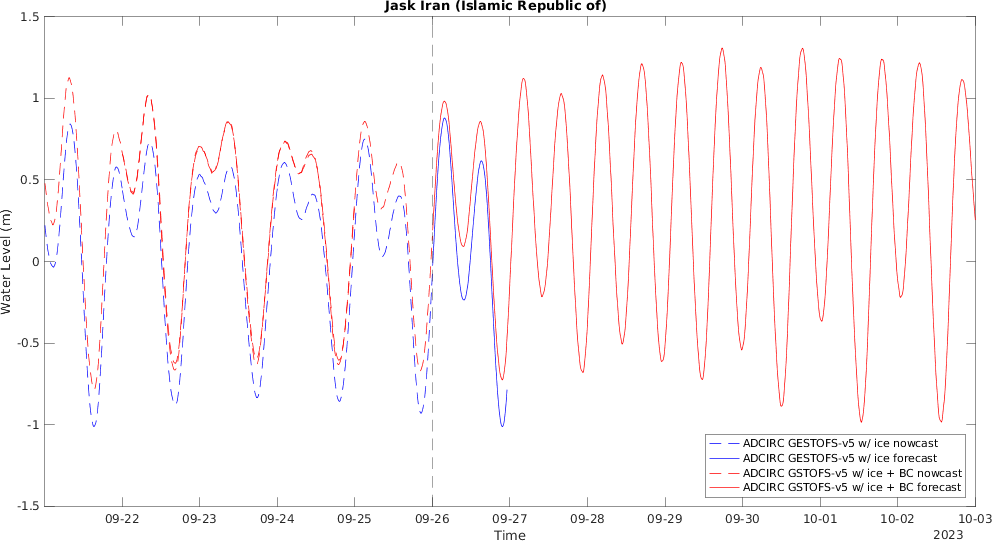 Jask Iran (Islamic Republic of)
1.5
1
0.5
0
-0.5
-1
-1.5
Water Level (m)
09-22 09-23 09-24 09-25 09-26 09-27 09-28 09-29 09-30 10-01 10-02 10-03
Time
2023
ADCIRC GESTOFS-v5 w/ ice nowcast
ADCIRC GESTOFS-v5 w/ ice forecast
ADCIRC GSTOFS-v5 w/ ice + BC nowcast
ADCIRC GSTOFS-v5 w/ ice + BC forecast